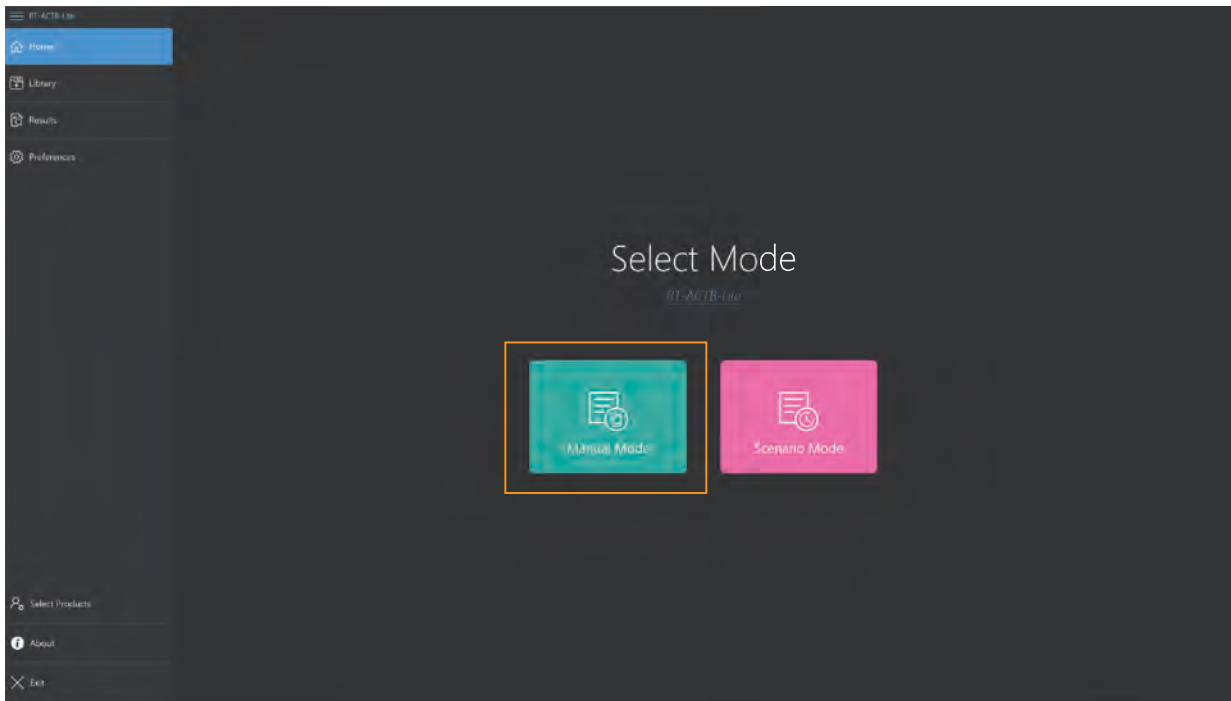 RT-ACTB-Lite
Home
Library
Results
Preferences
Select Mode
RT-ACTB-Lite
Manual Mode
Scenario Mode
Select Products
About
Exit